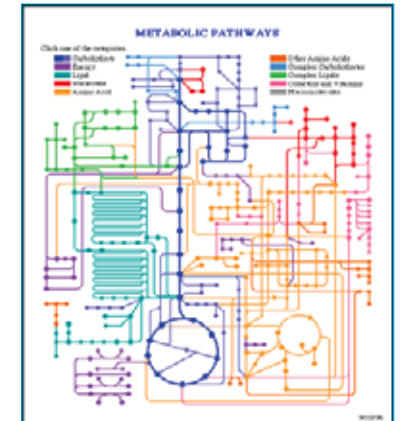 METABOLIC PATHWAYS
Click one of the categories
Carbohydrate
Energy
Lipid
Nucleotide
Amino Acid
Other Amino Acids
Complex Carbohydrates
Complex Lipids
Cofactors and Vitamins